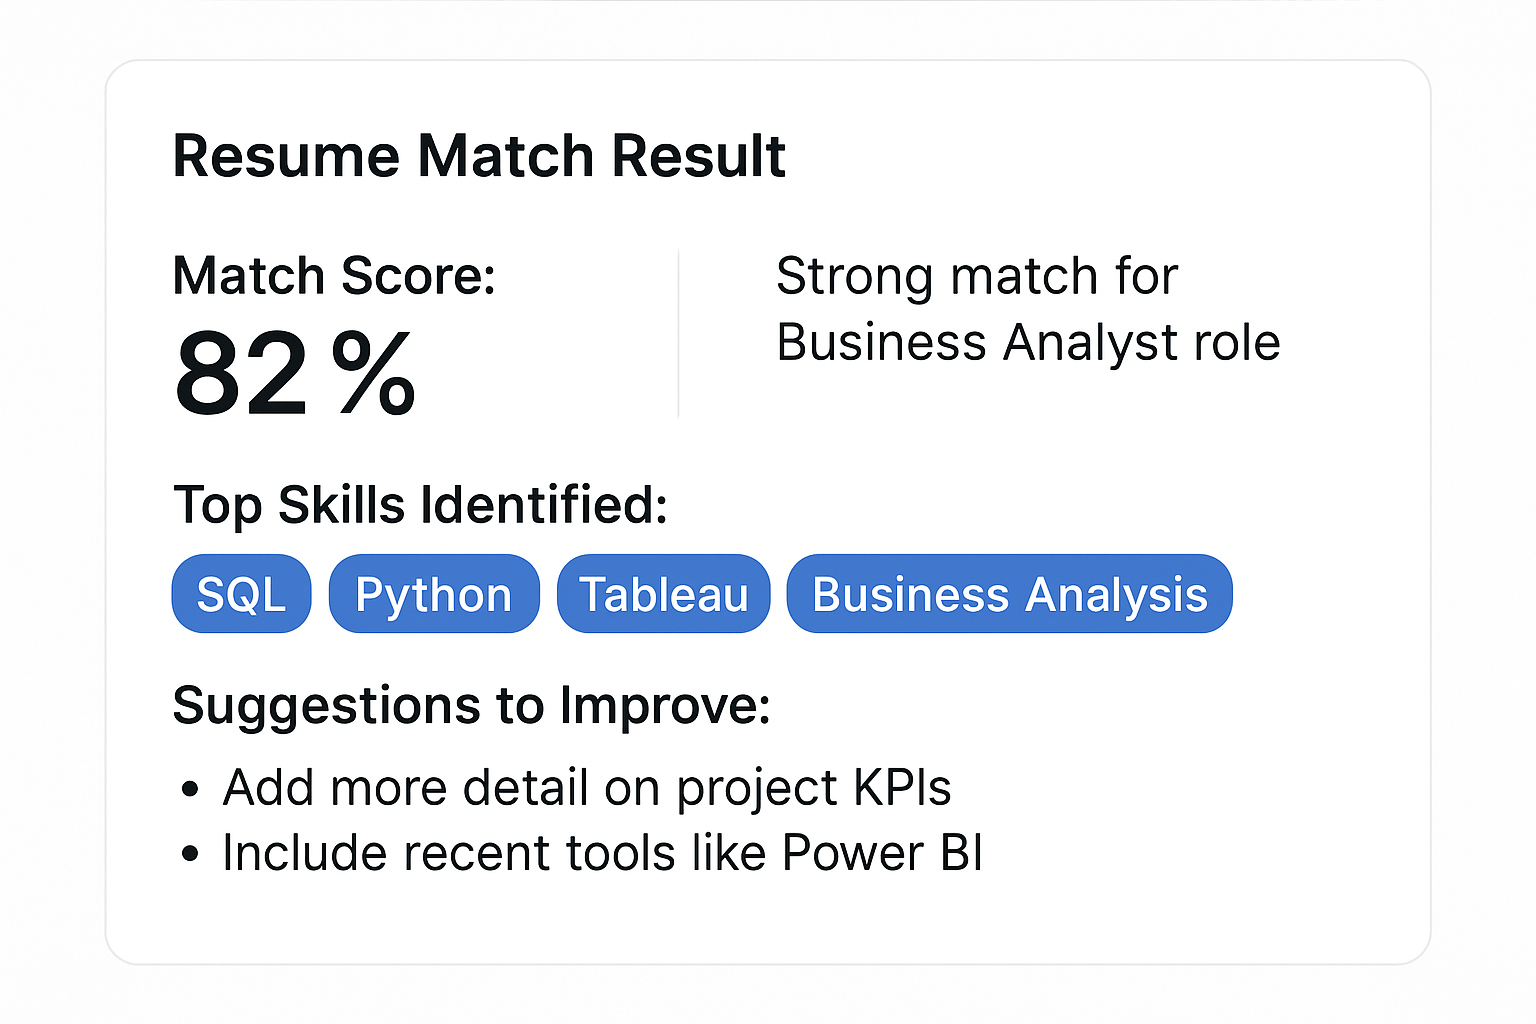 Resume Match Result
Match Score:
82 %
Strong match for
Business Analyst role
Top Skills Identified:
SQL Python Tableau Business Analysis
Suggestions to Improve:
• Add more detail on project KPIs
• Include recent tools like Power BI